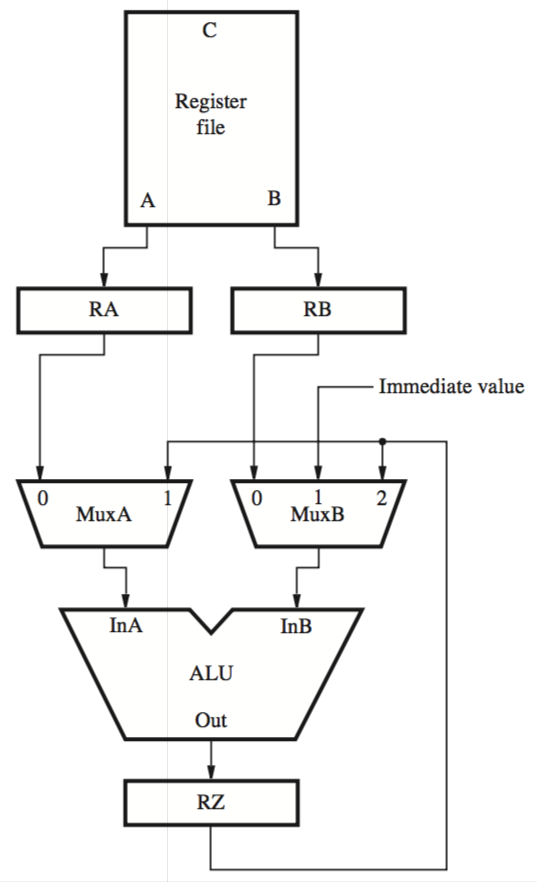 C
Register
file
A
B
RA
RB
Immediate value
0
1
MuxA
0
1
2
MuxB
InA
InB
ALU
Out
RZ